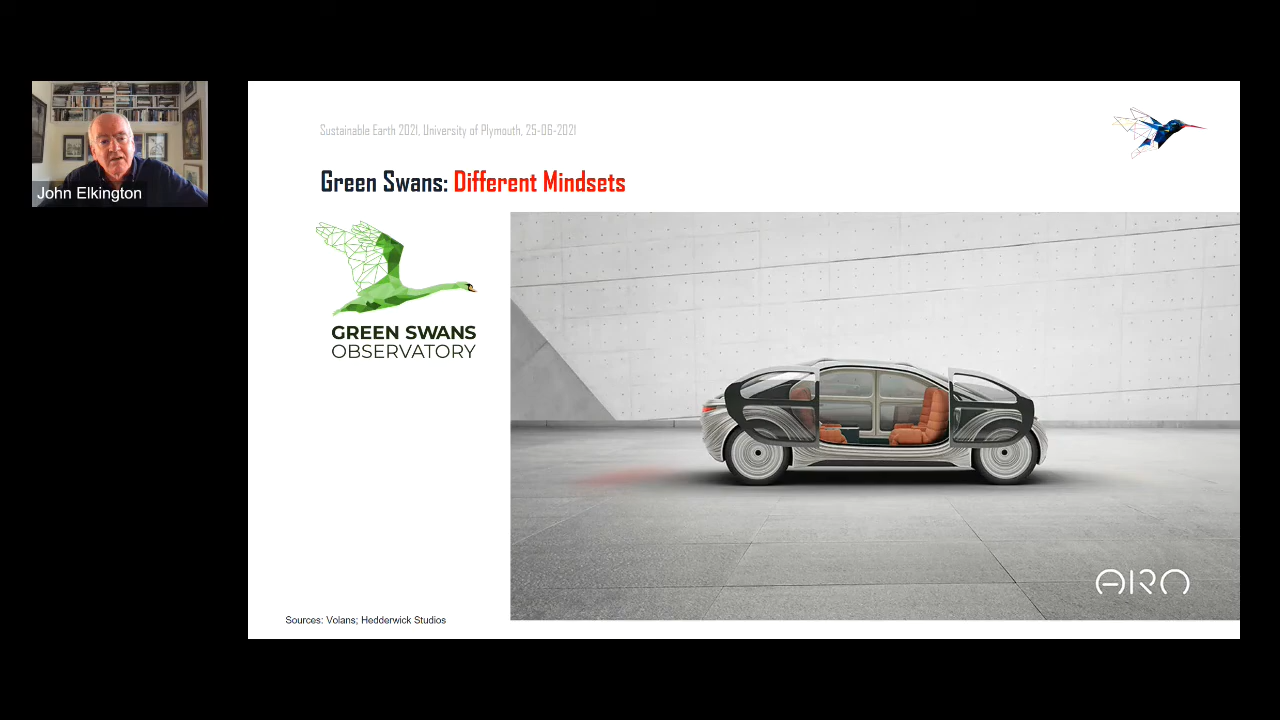 Sustainable Earth 2021, University of Plymouth, 25-06-2021
Green Swans: Different Mindsets
John Elkington
GREEN SWANS
OBSERVATORY
AIRO
Sources: Volans; Hedderwick Studios